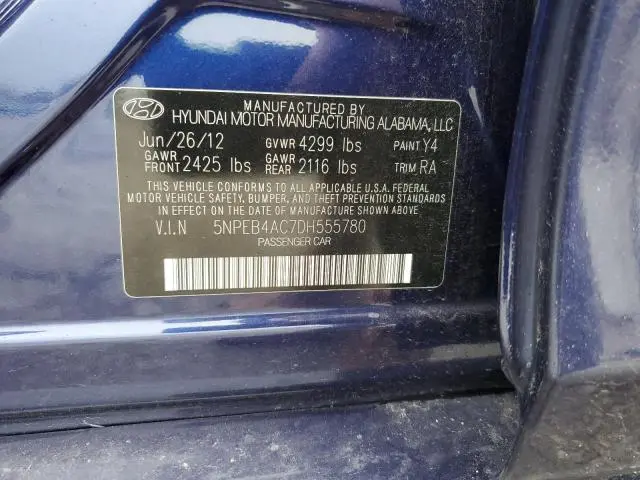 MANUFACTURED BY
HYUNDAI MOTOR MANUFACTURING ALABAMA, LLC
Jun/26/12 GVWR 4299 lbs PAINT Y4
GAWR FRONT 2425 lbs GAWR REAR 2116 lbs TRIM RA
THIS VEHICLE CONFORMS TO ALL APPLICABLE U.S.A. FEDERAL
MOTOR VEHICLE SAFETY, BUMPER, AND THEFT PREVENTION STANDARDS
IN EFFECT ON THE DATE OF MANUFACTURE SHOWN ABOVE.
V.I.N 5NPEB4AC7DH555780
PASSENGER CAR